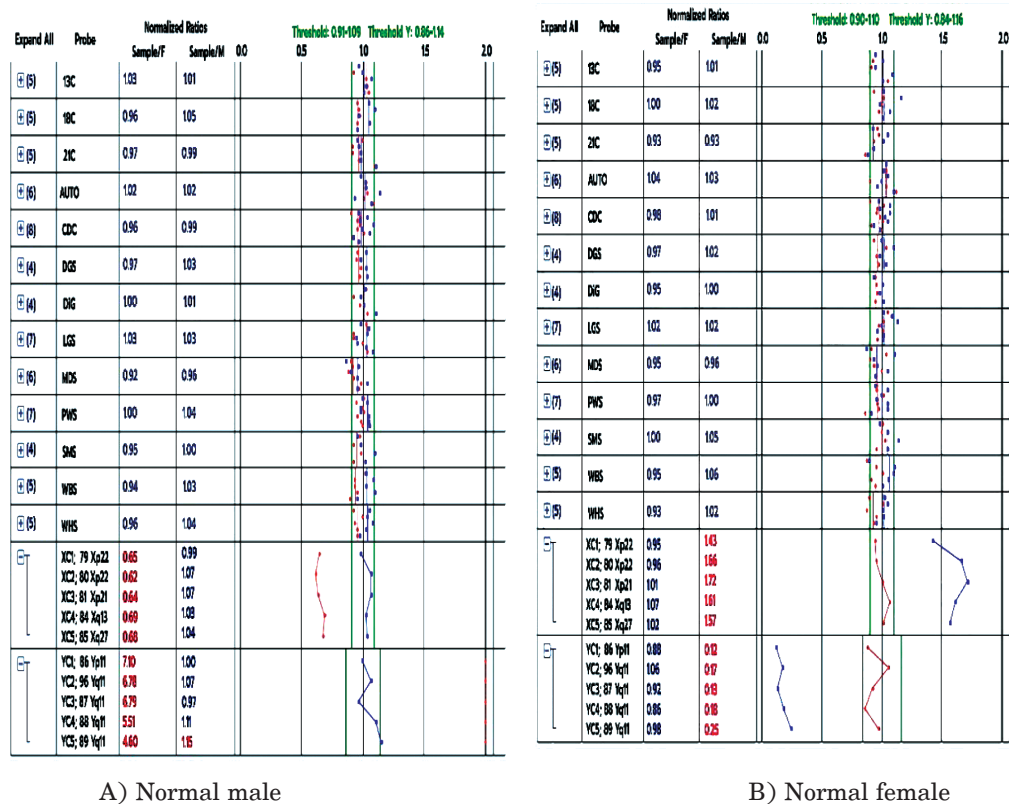 Normalized Ratios
Expand All Probe Sample/F Sample/M 0.0 0.5 1.0 1.5 2.0
Threshold: 0.91-1.09 Threshold Y: 0.86-1.14
(5) 13C 1.03 1.01
(5) 18C 0.96 1.05
(5) 21C 0.97 0.99
(6) AUTO 1.02 1.02
(8) CDC 0.96 0.99
(4) DGS 0.97 1.03
(4) DiG 1.00 1.01
(7) LGS 1.03 1.03
(6) MDS 0.92 0.96
(7) PWS 1.00 1.04
(4) SMS 0.95 1.00
(5) WBS 0.94 1.03
(5) WHS 0.96 1.04
XC1; 79 Xp22 0.65 0.99
XC2; 80 Xp22 0.62 1.07
XC3; 81 Xp21 0.64 1.07
XC4; 84 Xq13 0.69 1.03
XC5; 85 Xq27 0.68 1.04
YC1; 86 Yp11 7.10 1.00
YC2; 96 Yq11 6.78 1.07
YC3; 87 Yq11 6.79 0.97
YC4; 88 Yq11 5.51 1.11
YC5; 89 Yq11 4.60 1.15
A) Normal male
Normalized Ratios
Expand All Probe Sample/F Sample/M 0.0 0.5 1.0 1.5 2.0
Threshold: 0.90-1.10 Threshold Y: 0.84-1.16
(5) 13C 0.95 1.01
(5) 18C 1.00 1.02
(5) 21C 0.93 0.93
(6) AUTO 1.04 1.03
(8) CDC 0.98 1.01
(4) DGS 0.97 1.02
(4) DiG 0.95 1.00
(7) LGS 1.02 1.02
(6) MDS 0.95 0.96
(7) PWS 0.97 1.00
(4) SMS 1.00 1.05
(5) WBS 0.95 1.06
(5) WHS 0.93 1.02
XC1; 79 Xp22 0.95 1.43
XC2; 80 Xp22 0.96 1.66
XC3; 81 Xp21 1.01 1.72
XC4; 84 Xq13 1.07 1.61
XC5; 85 Xq27 1.02 1.57
YC1; 86 Yp11 0.88 0.12
YC2; 96 Yq11 1.06 0.17
YC3; 87 Yq11 0.92 0.13
YC4; 88 Yq11 0.86 0.18
YC5; 89 Yq11 0.98 0.25
B) Normal female